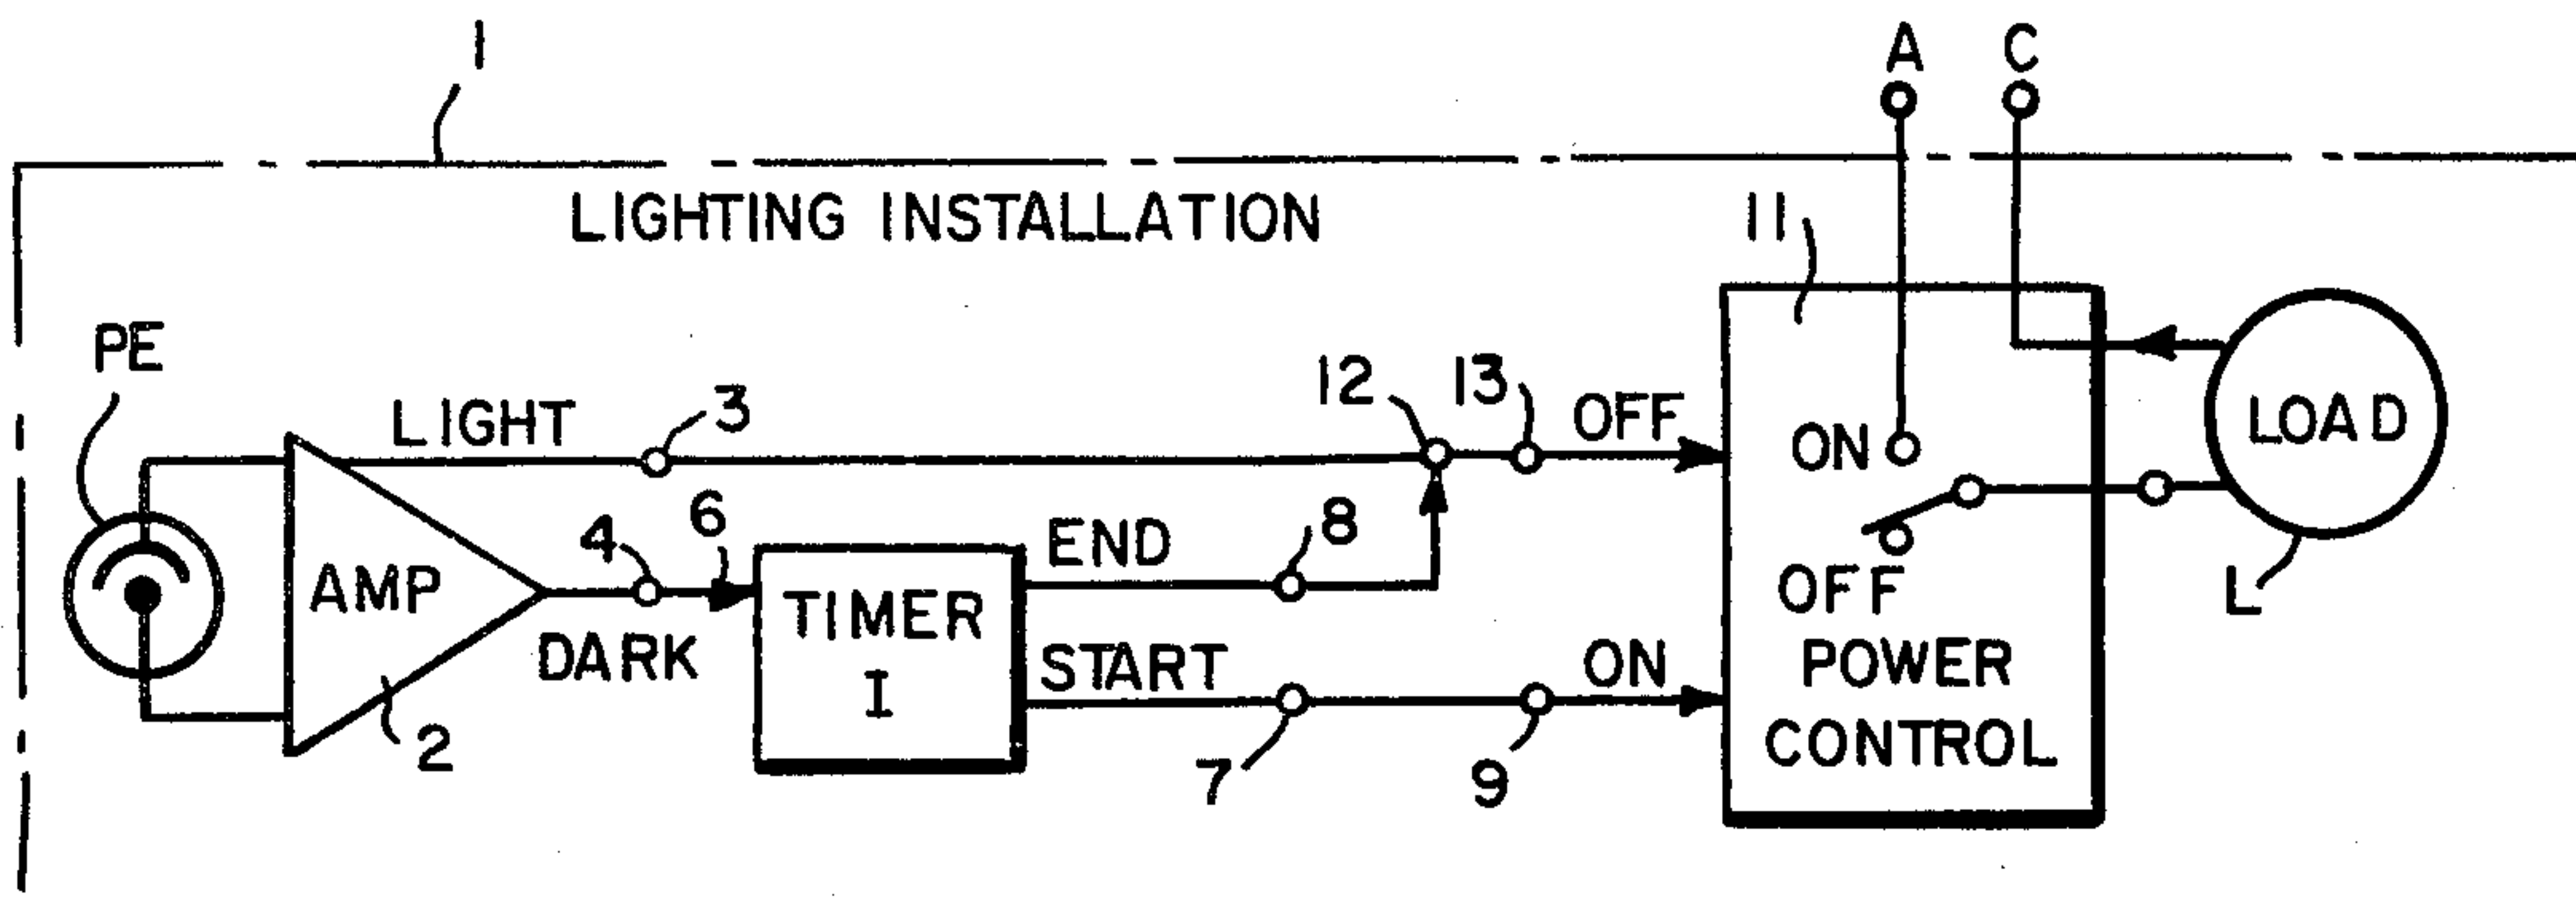 1
A C
LIGHTING INSTALLATION
11
PE
LIGHT
3
12
13
OFF
ON
LOAD
4
6
END
8
AMP
TIMER
I
OFF
L
DARK
START
ON
POWER
CONTROL
2
7
9